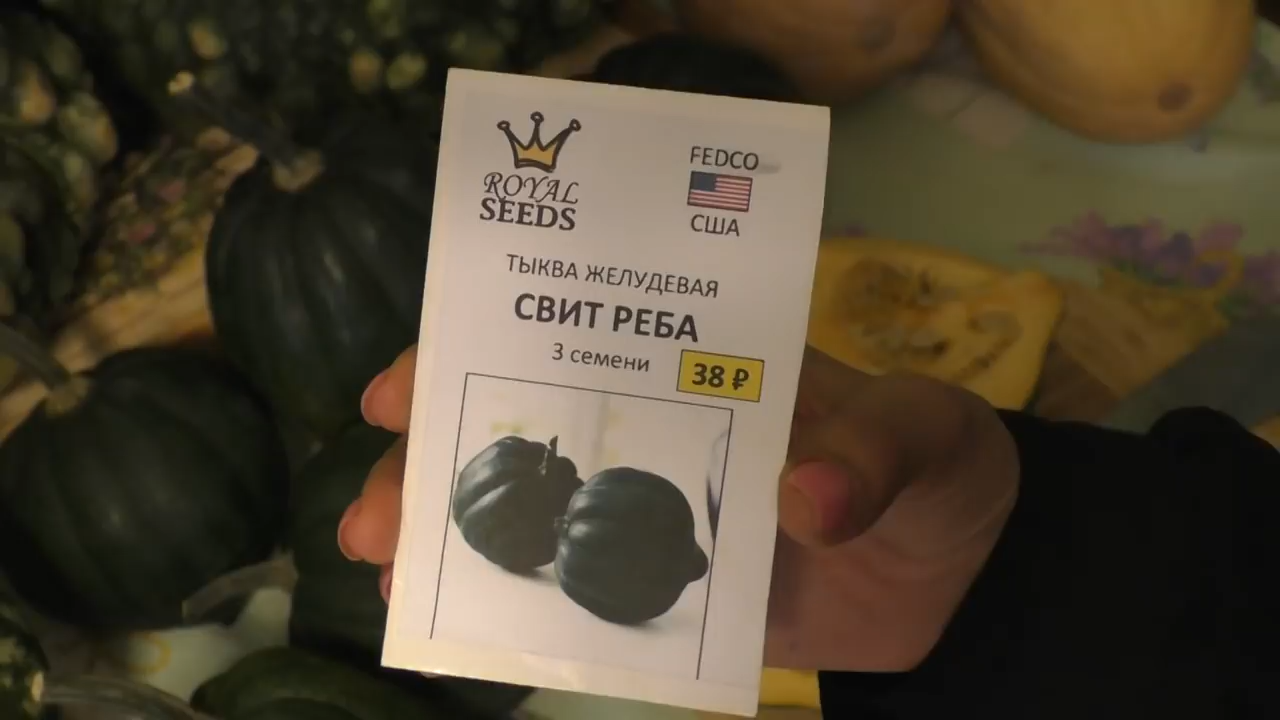 ROYAL
SEEDS
FEDCO
США
ТЫКВА ЖЕЛУДЕВАЯ
СВИТ РЕБА
3 семени
38 ₽